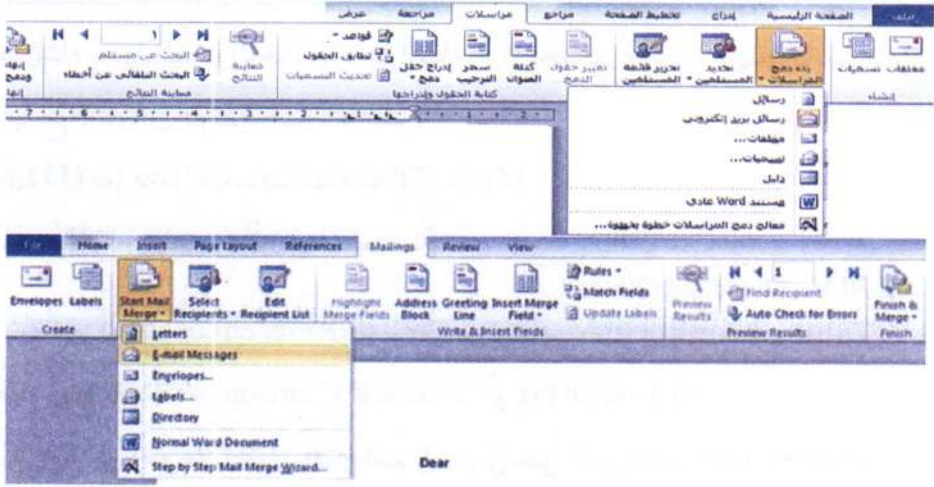 ملف الصفحة الرئيسية إدراج تخطيط الصفحة مراجع مراسلات مراجعة عرض
مغلفات تسميات بدء دمج المراسلات تحديد المستلمين تحرير قائمة المستلمين تمييز حقول الدمج كتلة العنوان سطر الترحيب إدراج حقل دمج قواعد تطابق الحقول تحديث التسميات معاينة النتائج 1 البحث عن مستلم البحث التلقائي عن أخطاء إنهاء ودمج
إنشاء كتابة الحقول وإدراجها معاينة النتائج
رسائل
رسائل بريد إلكتروني
مغلفات...
تسميات...
دليل
مستند Word عادي
معالج دمج المراسلات خطوة بخطوة...
File Home Insert Page Layout References Mailings Review View
Envelopes Labels Start Mail Merge Select Recipients Edit Recipient List Highlight Merge Fields Address Block Greeting Line Insert Merge Field Rules Match Fields Update Labels Preview Results 1 Find Recipient Auto Check for Errors Finish & Merge
Create Write & Insert Fields Preview Results Finish
Letters
E-mail Messages
Envelopes...
Labels...
Directory
Normal Word Document
Step by Step Mail Merge Wizard...
Dear